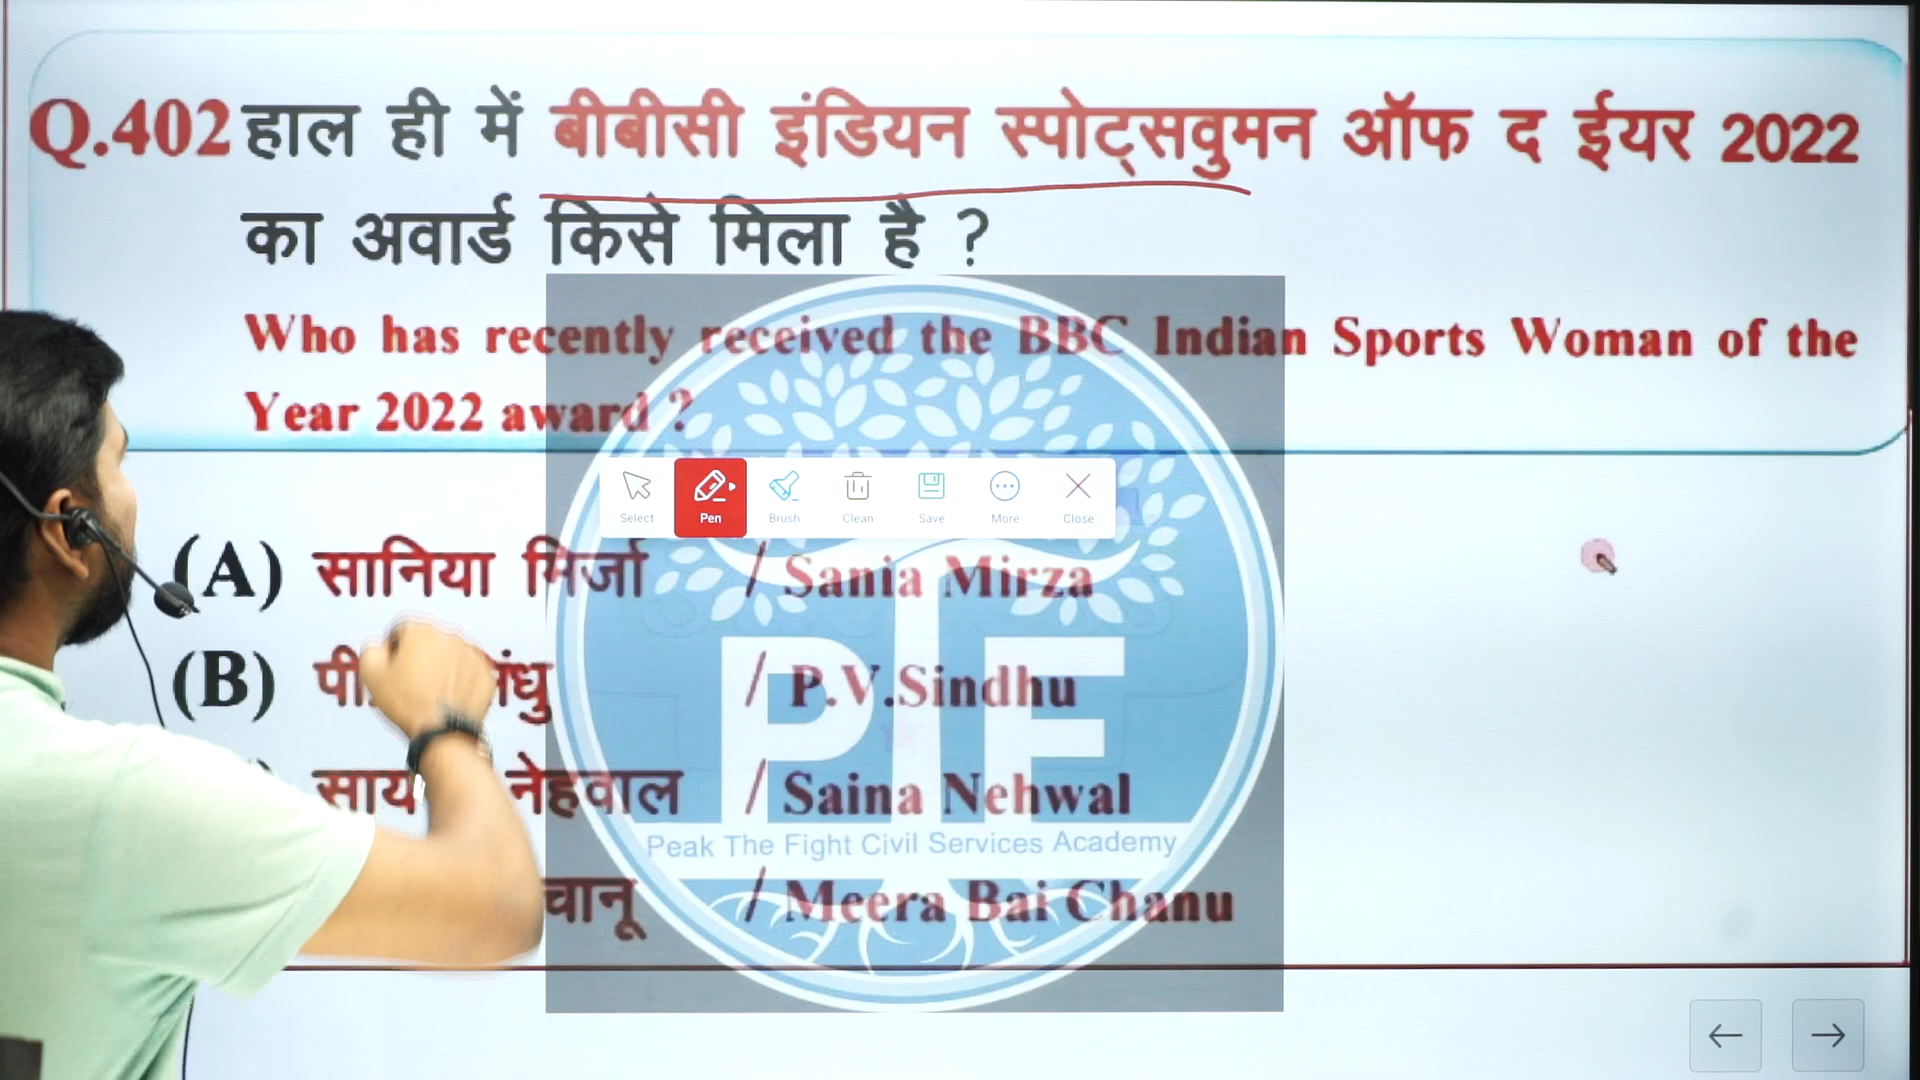 Q.402 हाल ही में बीबीसी इंडियन स्पोट्सवुमन ऑफ द ईयर 2022
का अवार्ड किसे मिला है ?
Who has recently received the BBC Indian Sports Woman of the
Year 2022 award ?
Select Pen Brush Clean Save More Close
(A) सानिया मिर्जा / Sania Mirza
(B) / P.V.Sindhu
नेहवाल / Saina Nehwal
चानू / Meera Bai Chanu
PTF
Peak The Fight Civil Services Academy